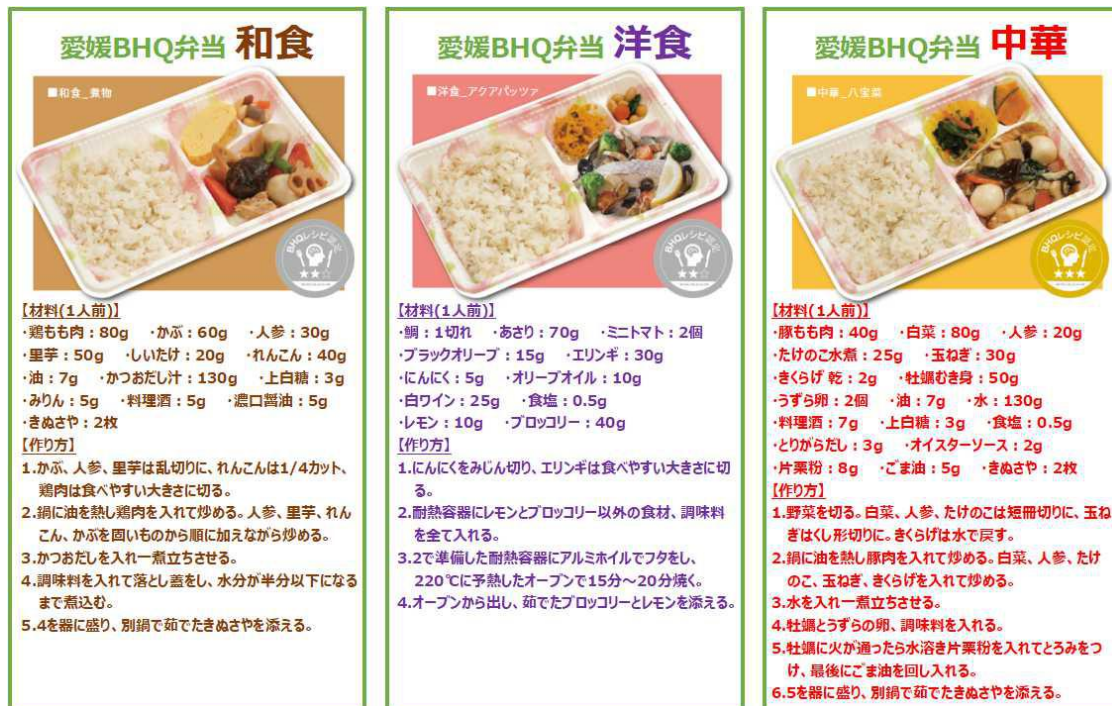 愛媛BHQ弁当 和食
■和食_煮物
BHQレシピ認定
★★☆
【材料(1人前)】
・鶏もも肉：80g ・かぶ：60g ・人参：30g
・里芋：50g ・しいたけ：20g ・れんこん：40g
・油：7g ・かつおだし汁：130g ・上白糖：3g
・みりん：5g ・料理酒：5g ・濃口醤油：5g
・きぬさや：2枚
【作り方】
1.かぶ、人参、里芋は乱切りに、れんこんは1/4カット、
鶏肉は食べやすい大きさに切る。
2.鍋に油を熱し鶏肉を入れて炒める。人参、里芋、れん
こん、かぶを固いものから順に加えながら炒める。
3.かつおだしを入れ一煮立ちさせる。
4.調味料を入れて落とし蓋をし、水分が半分以下になる
まで煮込む。
5.4を器に盛り、別鍋で茹でたきぬさやを添える。
愛媛BHQ弁当 洋食
■洋食_アクアパッツァ
BHQレシピ認定
★★☆
【材料(1人前)】
・鯛：1切れ ・あさり：70g ・ミニトマト：2個
・ブラックオリーブ：15g ・エリンギ：30g
・にんにく：5g ・オリーブオイル：10g
・白ワイン：25g ・食塩：0.5g
・レモン：10g ・ブロッコリー：40g
【作り方】
1.にんにくをみじん切り、エリンギは食べやすい大きさに切
る。
2.耐熱容器にレモンとブロッコリー以外の食材、調味料
を全て入れる。
3.2で準備した耐熱容器にアルミホイルでフタをし、
220℃に予熱したオーブンで15分～20分焼く。
4.オーブンから出し、茹でたブロッコリーとレモンを添える。
愛媛BHQ弁当 中華
■中華_八宝菜
BHQレシピ認定
★★★
【材料(1人前)】
・豚もも肉：40g ・白菜：80g ・人参：20g
・たけのこ水煮：25g ・玉ねぎ：30g
・きくらげ 乾：2g ・牡蠣むき身：50g
・うずら卵：2個 ・油：7g ・水：130g
・料理酒：7g ・上白糖：3g ・食塩：0.5g
・とりがらだし：3g ・オイスターソース：2g
・片栗粉：8g ・ごま油：5g ・きぬさや：2枚
【作り方】
1.野菜を切る。白菜、人参、たけのこは短冊切りに、玉ね
ぎはくし形切りに。きくらげは水で戻す。
2.鍋に油を熱し豚肉を入れて炒める。白菜、人参、たけ
のこ、玉ねぎ、きくらげを入れて炒める。
3.水を入れ一煮立ちさせる。
4.牡蠣とうずらの卵、調味料を入れる。
5.牡蠣に火が通ったら水溶き片栗粉を入れてとろみをつ
け、最後にごま油を回し入れる。
6.5を器に盛り、別鍋で茹でたきぬさやを添える。